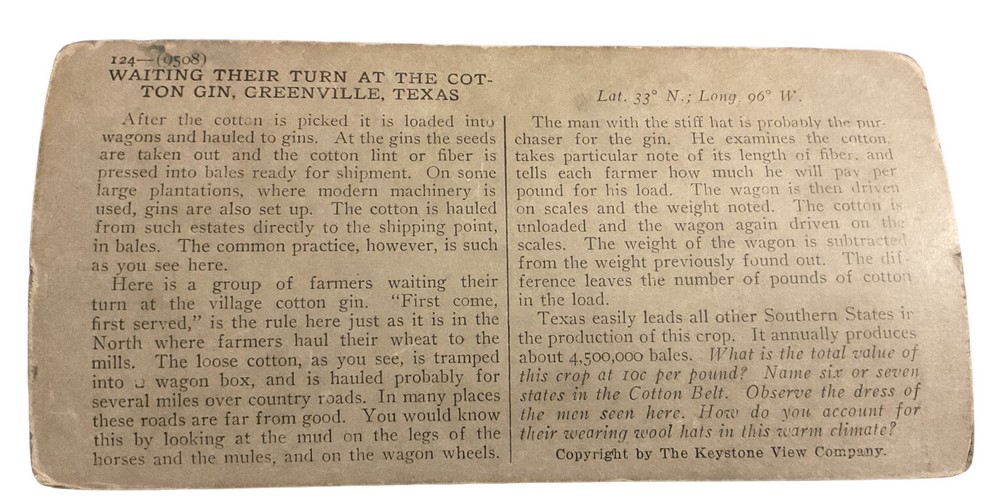 124—(9508)
WAITING THEIR TURN AT THE COT-
TON GIN, GREENVILLE, TEXAS
After the cotton is picked it is loaded into
wagons and hauled to gins. At the gins the seeds
are taken out and the cotton lint or fiber is
pressed into bales ready for shipment. On some
large plantations, where modern machinery is
used, gins are also set up. The cotton is hauled
from such estates directly to the shipping point,
in bales. The common practice, however, is such
as you see here.
Here is a group of farmers waiting their
turn at the village cotton gin. “First come,
first served,” is the rule here just as it is in the
North where farmers haul their wheat to the
mills. The loose cotton, as you see, is tramped
into wagon box, and is hauled probably for
several miles over country roads. In many places
these roads are far from good. You would know
this by looking at the mud on the legs of the
horses and the mules, and on the wagon wheels.
Lat. 33° N.; Long. 96° W.
The man with the stiff hat is probably the pur-
chaser for the gin. He examines the cotton,
takes particular note of its length of fiber, and
tells each farmer how much he will pay per
pound for his load. The wagon is then driven
on scales and the weight noted. The cotton is
unloaded and the wagon again driven on the
scales. The weight of the wagon is subtracted
from the weight previously found out. The dif-
ference leaves the number of pounds of cotton
in the load.
Texas easily leads all other Southern States in
the production of this crop. It annually produces
about 4,500,000 bales. What is the total value of
this crop at 10c per pound? Name six or seven
states in the Cotton Belt. Observe the dress of
the men seen here. How do you account for
their wearing wool hats in this warm climate?
Copyright by The Keystone View Company.